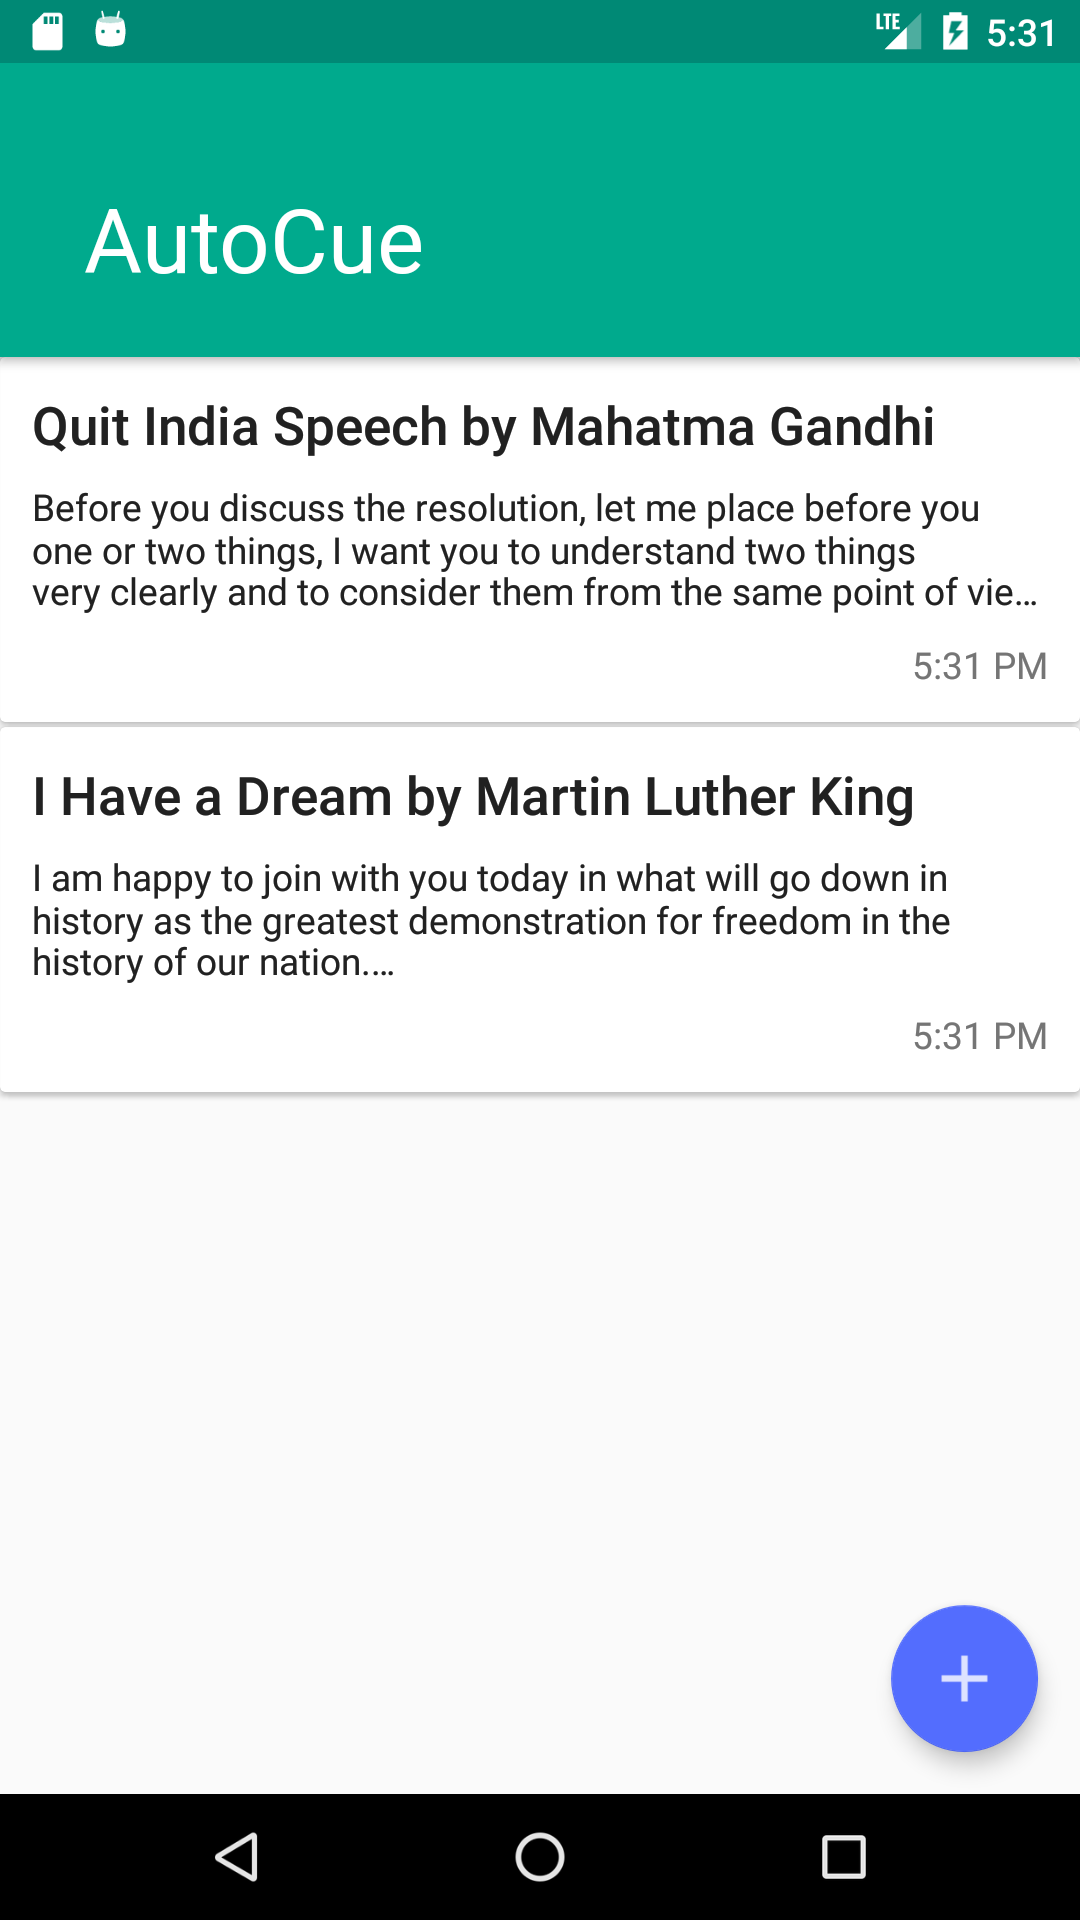 LTE 5:31
AutoCue
Quit India Speech by Mahatma Gandhi
Before you discuss the resolution, let me place before you
one or two things, I want you to understand two things
very clearly and to consider them from the same point of vie...
5:31 PM
I Have a Dream by Martin Luther King
I am happy to join with you today in what will go down in
history as the greatest demonstration for freedom in the
history of our nation....
5:31 PM